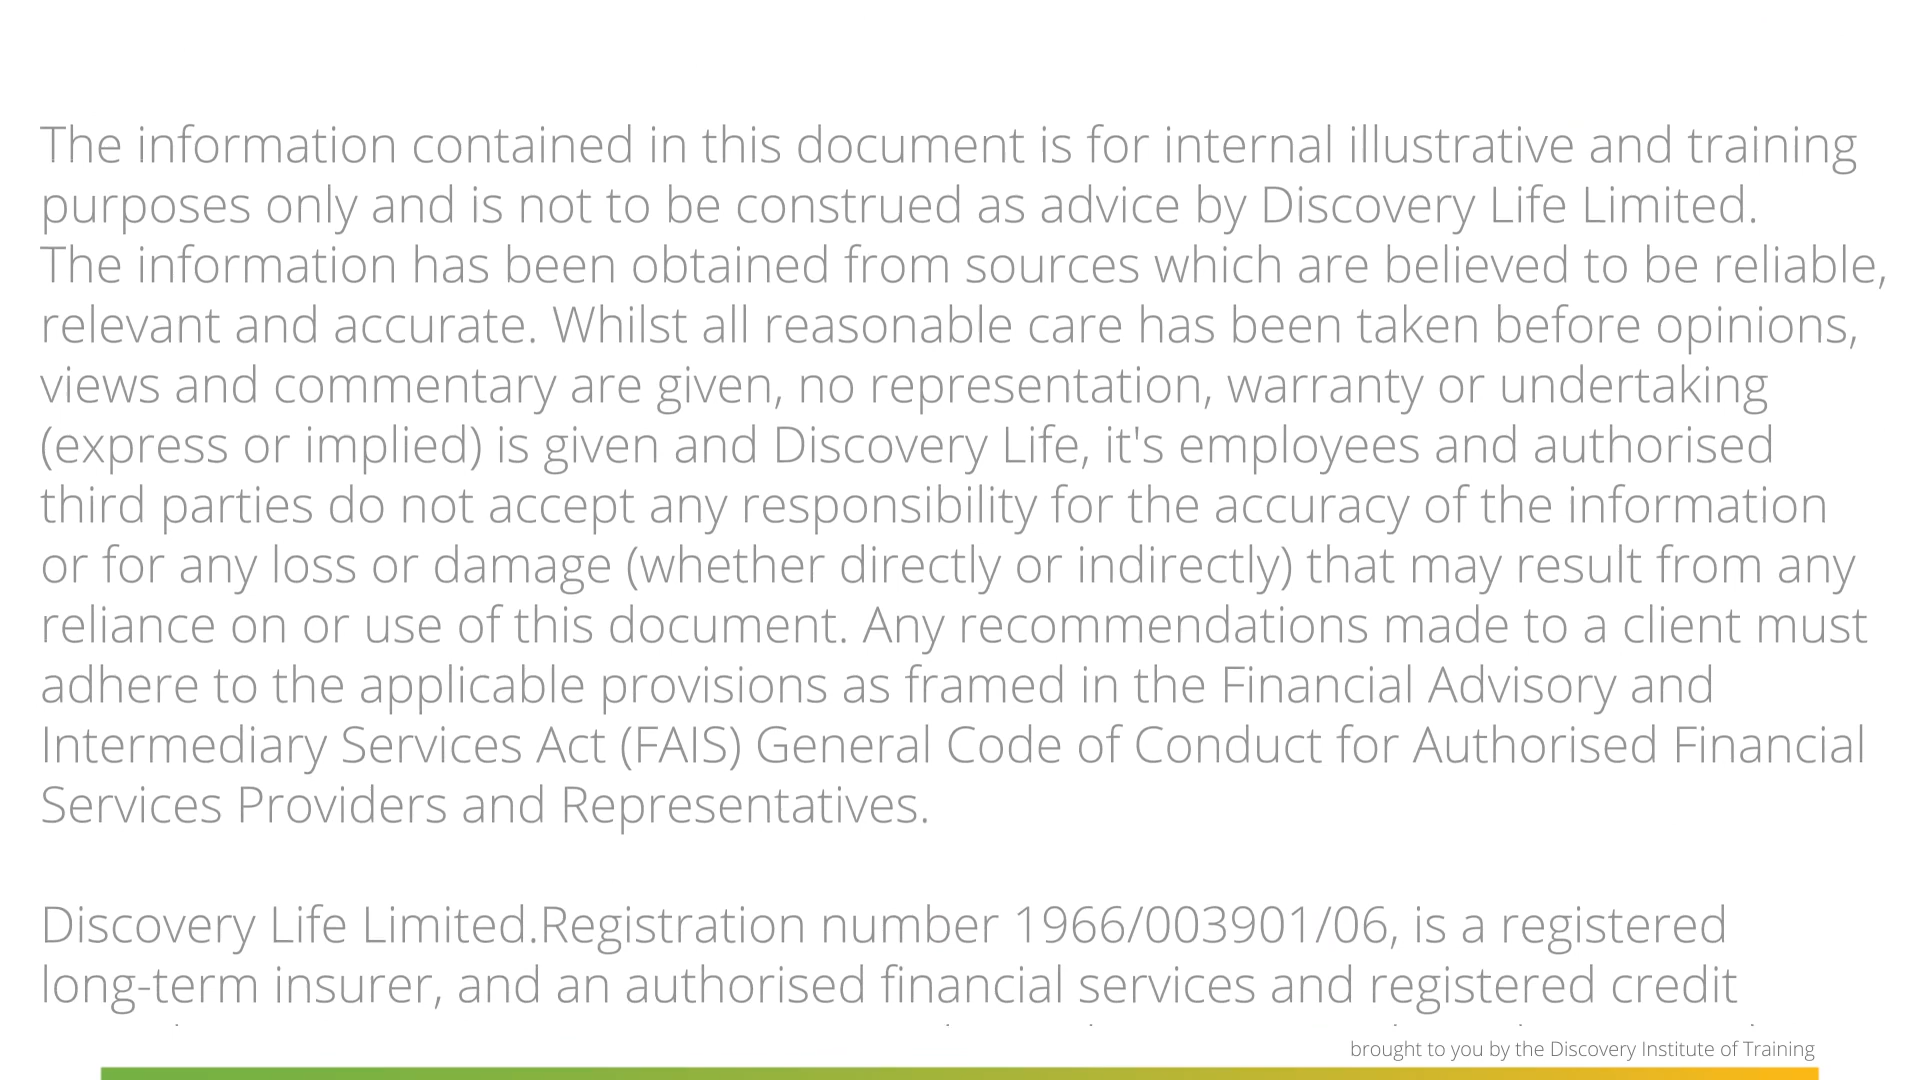 The information contained in this document is for internal illustrative and training
purposes only and is not to be construed as advice by Discovery Life Limited.
The information has been obtained from sources which are believed to be reliable,
relevant and accurate. Whilst all reasonable care has been taken before opinions,
views and commentary are given, no representation, warranty or undertaking
(express or implied) is given and Discovery Life, it's employees and authorised
third parties do not accept any responsibility for the accuracy of the information
or for any loss or damage (whether directly or indirectly) that may result from any
reliance on or use of this document. Any recommendations made to a client must
adhere to the applicable provisions as framed in the Financial Advisory and
Intermediary Services Act (FAIS) General Code of Conduct for Authorised Financial
Services Providers and Representatives.
Discovery Life Limited.Registration number 1966/003901/06, is a registered
long-term insurer, and an authorised financial services and registered credit
brought to you by the Discovery Institute of Training